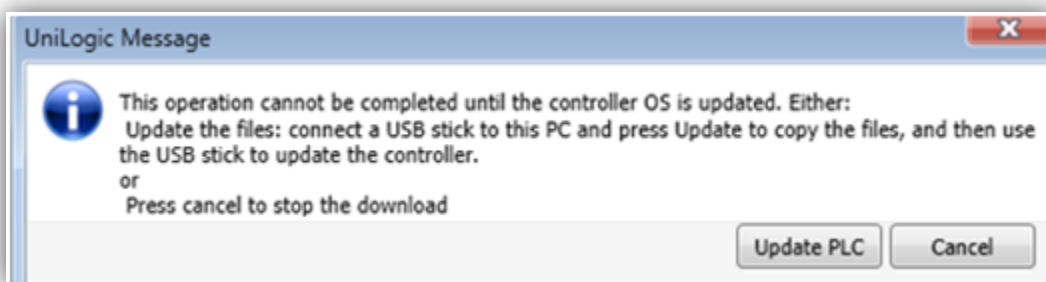 UniLogic Message
This operation cannot be completed until the controller OS is updated. Either:
Update the files: connect a USB stick to this PC and press Update to copy the files, and then use
the USB stick to update the controller.
or
Press cancel to stop the download
Update PLC
Cancel